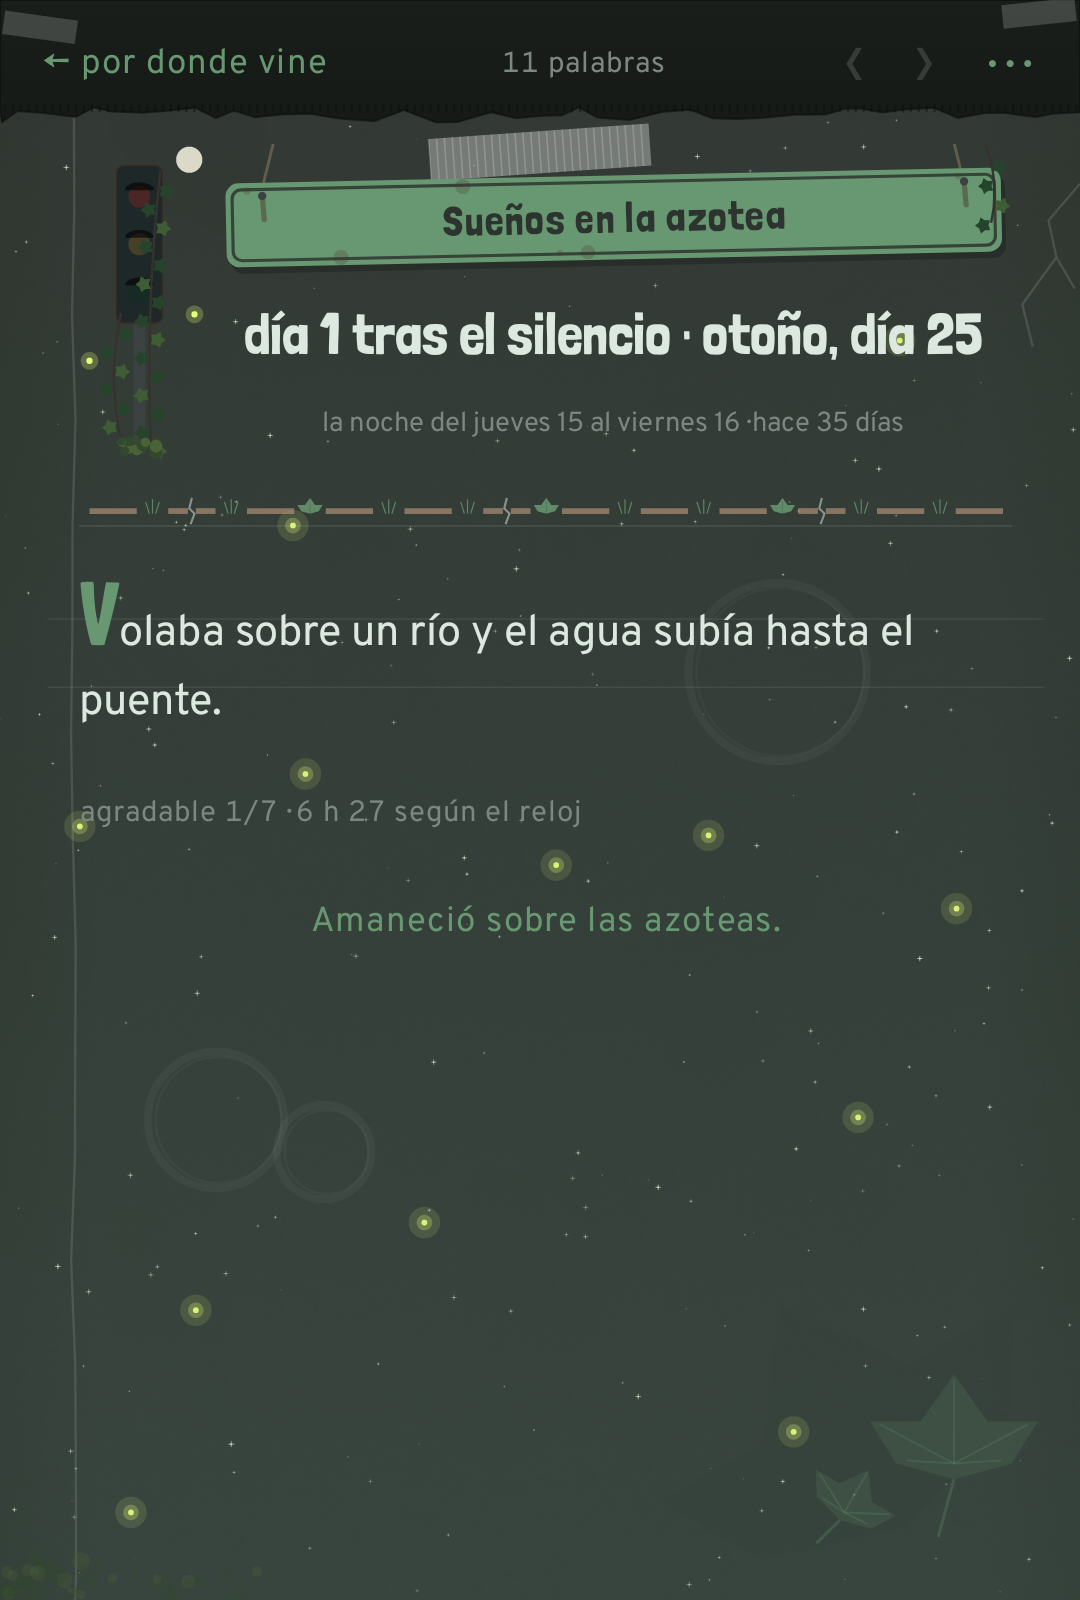 ← por donde vine
11 palabras
Sueños en la azotea
día 1 tras el silencio · otoño, día 25
la noche del jueves 15 al viernes 16 · hace 35 días
Volaba sobre un río y el agua subía hasta el
puente.
agradable 1/7 · 6 h 27 según el reloj
Amaneció sobre las azoteas.